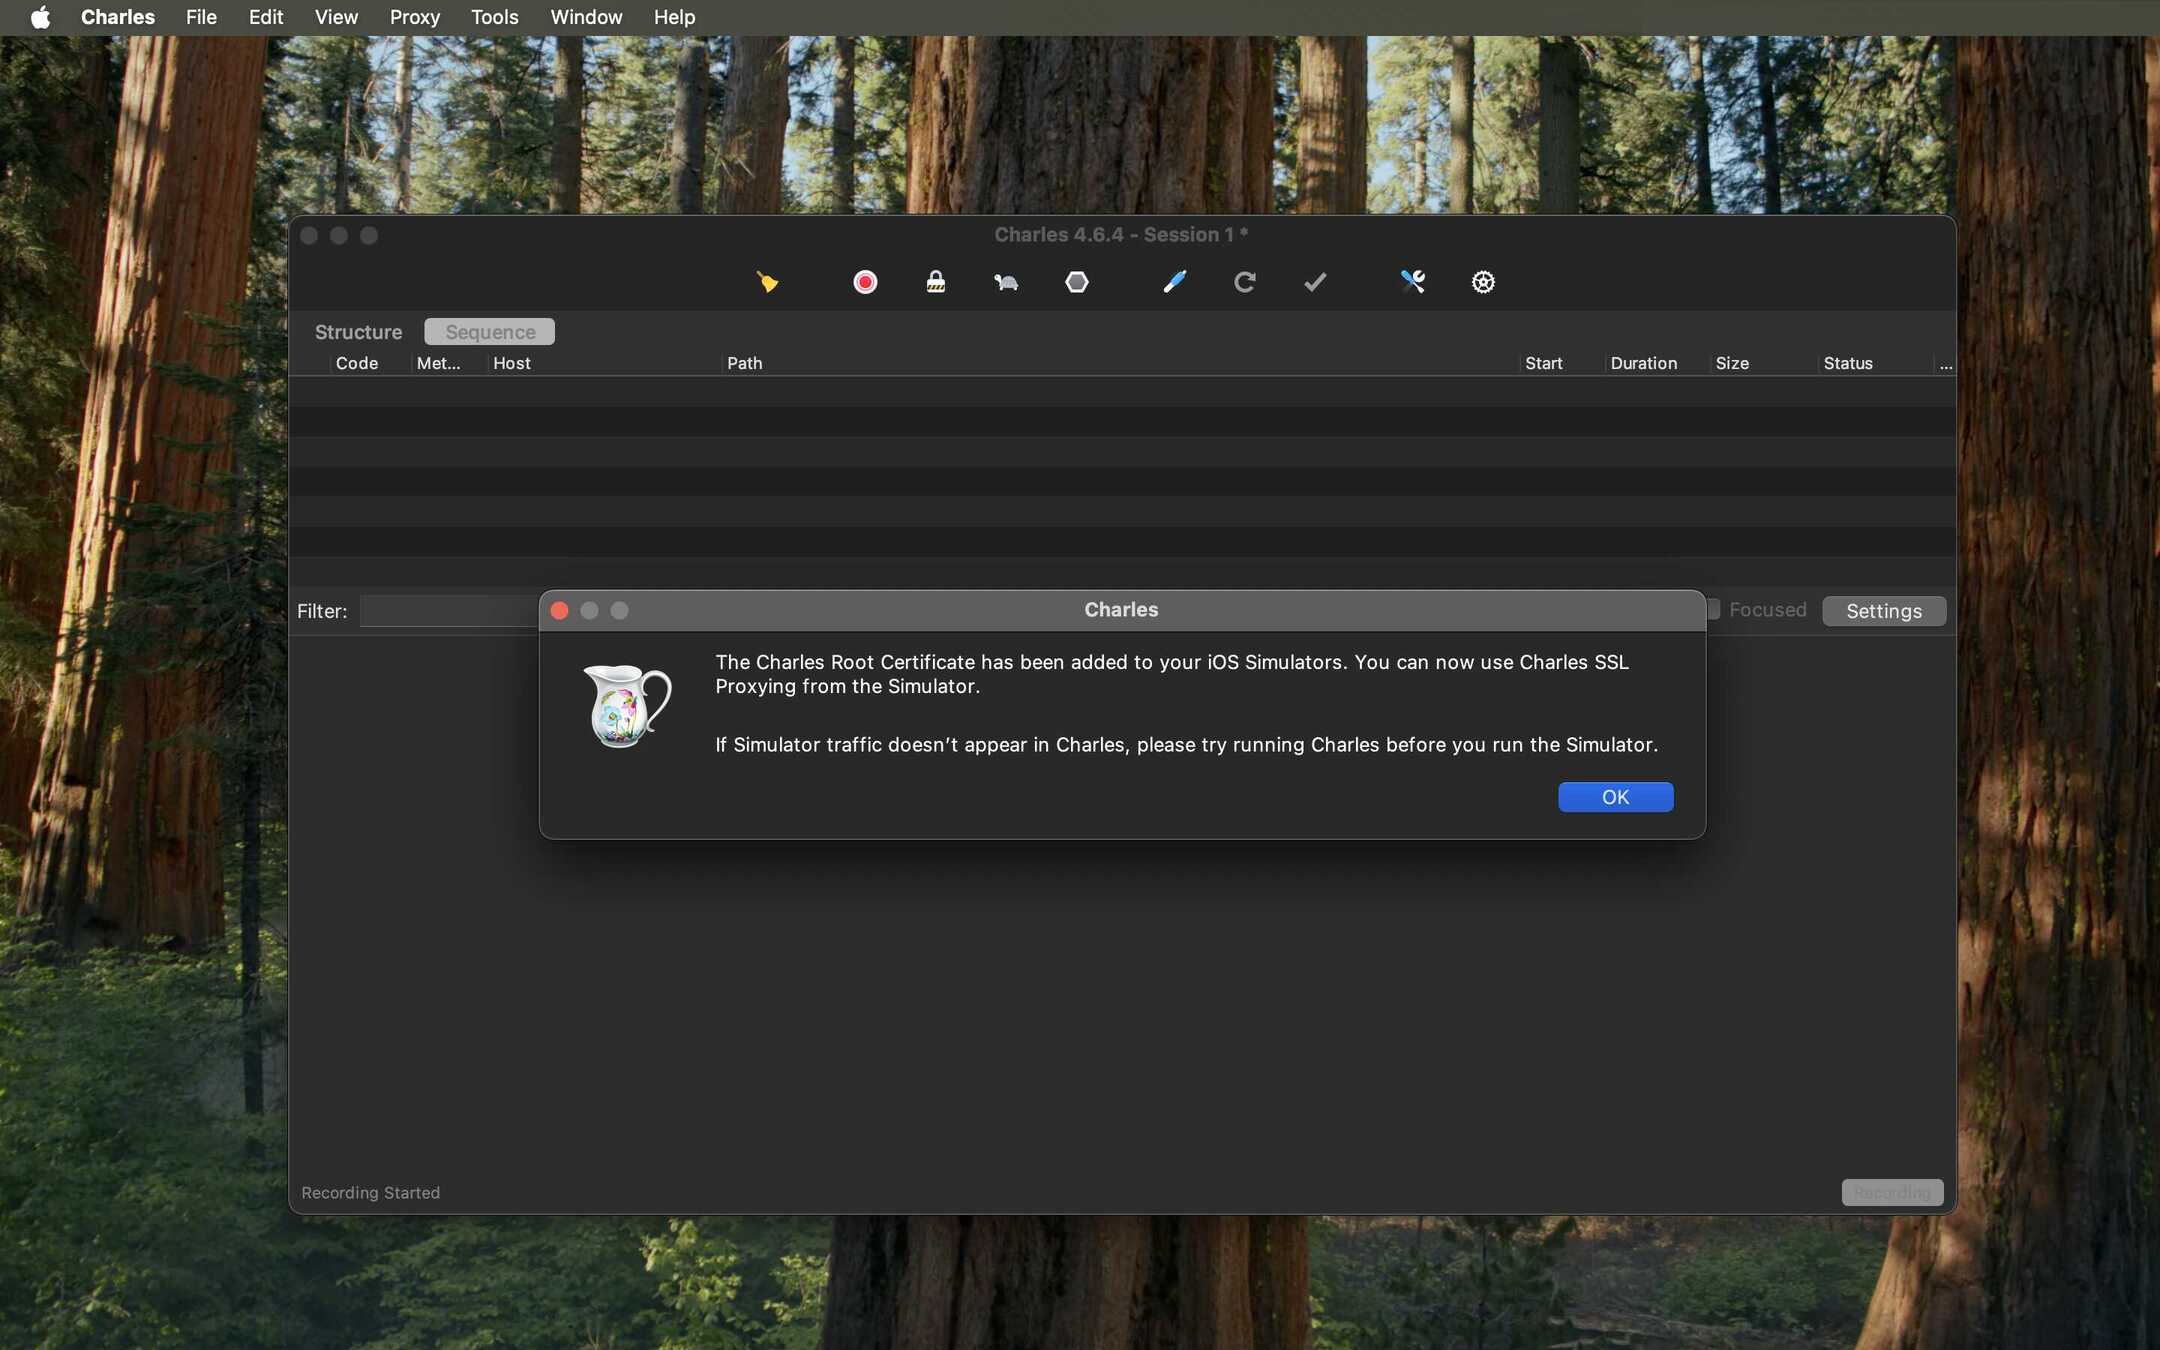 Charles File Edit View Proxy Tools Window Help
Charles 4.6.4 - Session 1 *
Structure Sequence
Code Met... Host Path Start Duration Size Status ...
Filter: Focused Settings
Charles
The Charles Root Certificate has been added to your iOS Simulators. You can now use Charles SSL
Proxying from the Simulator.
If Simulator traffic doesn’t appear in Charles, please try running Charles before you run the Simulator.
OK
Recording Started Recording